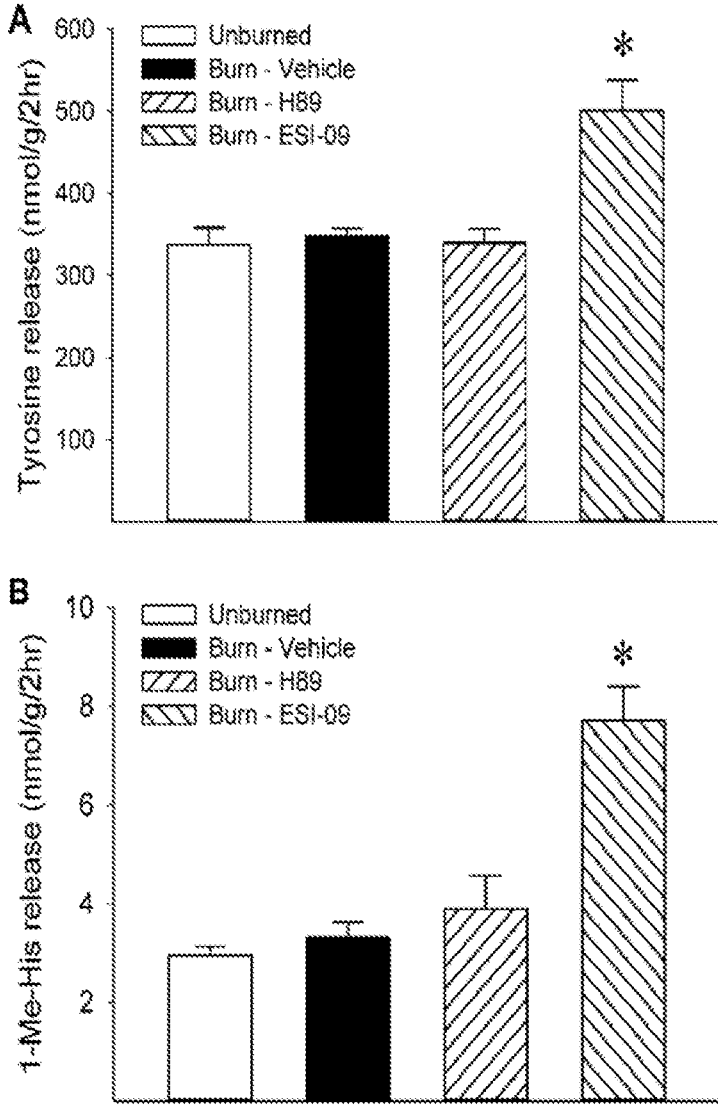 A
Tyrosine release (nmol/g/2hr)
600
500
400
300
200
100
Unburned
Burn - Vehicle
Burn - H89
Burn - ESI-09
*
B
1-Me-His release (nmol/g/2hr)
10
8
6
4
2
Unburned
Burn - Vehicle
Burn - H89
Burn - ESI-09
*